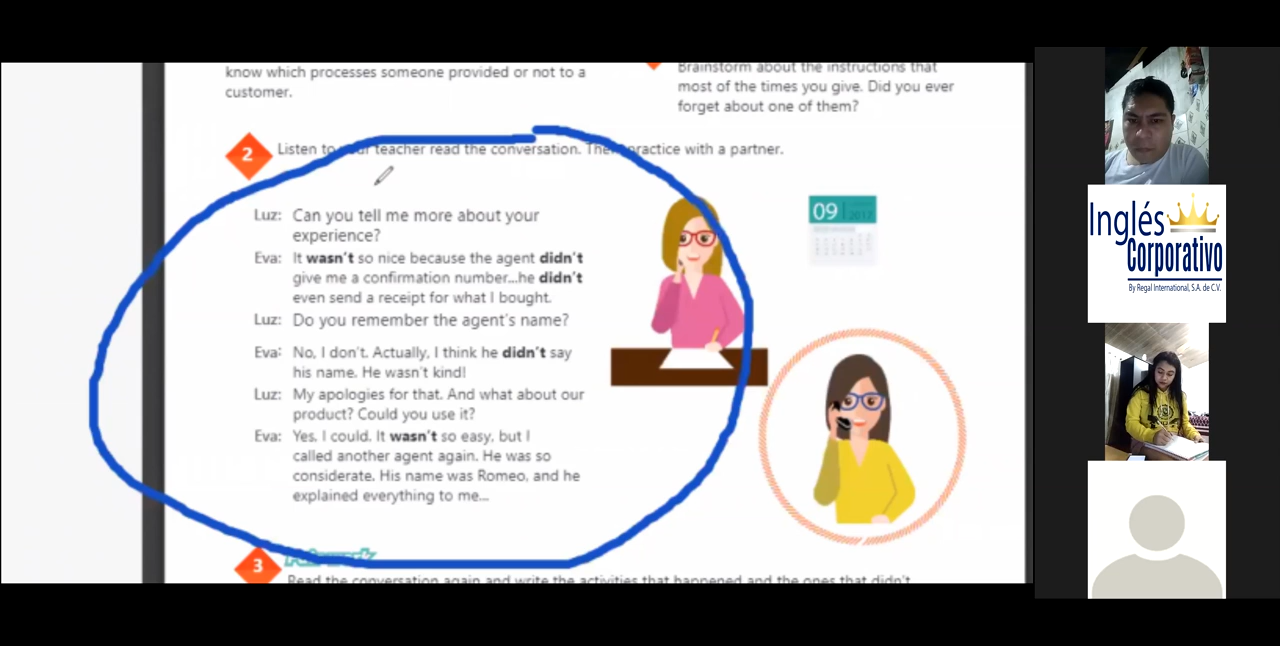 know which processes someone provided or not to a
customer.
Brainstorm about the instructions that
most of the times you give. Did you ever
forget about one of them?
2
Listen to your teacher read the conversation. Then practice with a partner.
Luz: Can you tell me more about your
experience?
Eva: It wasn't so nice because the agent didn't
give me a confirmation number...he didn't
even send a receipt for what I bought.
Luz: Do you remember the agent's name?
Eva: No, I don't. Actually, I think he didn't say
his name. He wasn't kind!
Luz: My apologies for that. And what about our
product? Could you use it?
Eva: Yes, I could. It wasn't so easy, but I
called another agent again. He was so
considerate. His name was Romeo, and he
explained everything to me...
09
2017
3
Read the conversation again and write the activities that happened and the ones that didn't
Inglés
Corporativo
By Regal International, S.A. de C.V.